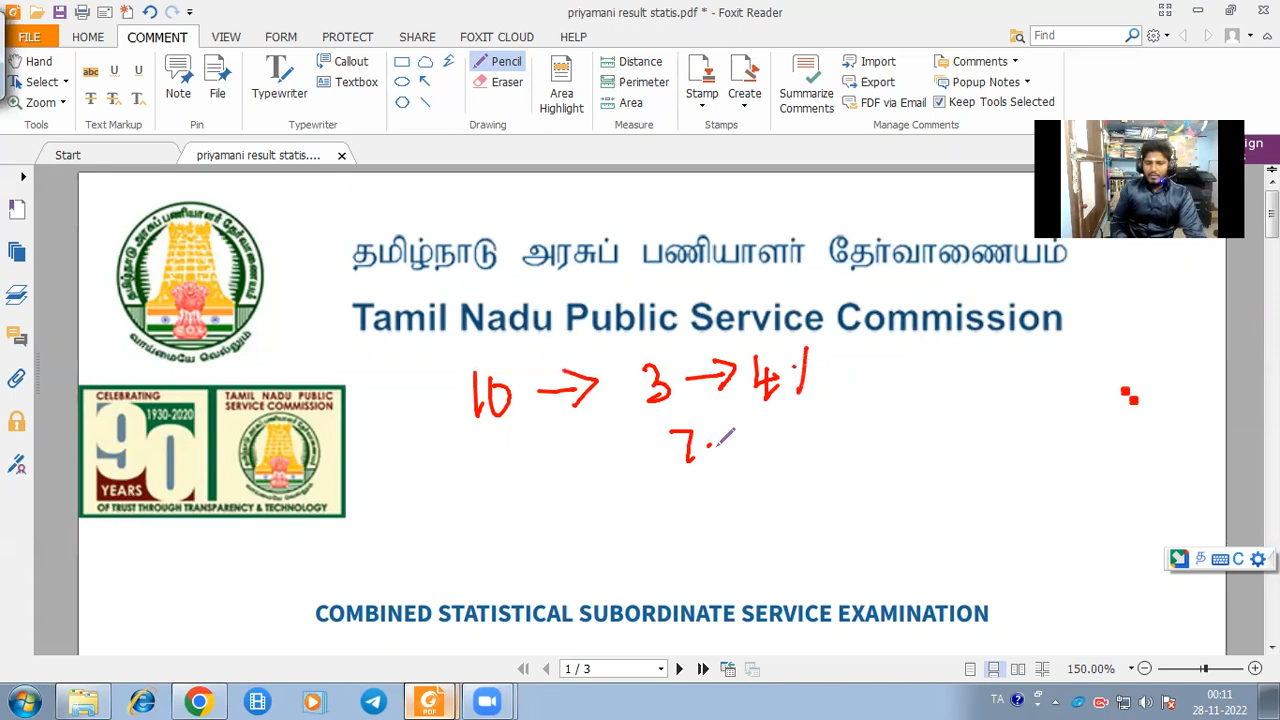 priyamani result statis.pdf * - Foxit Reader
FILE HOME COMMENT VIEW FORM PROTECT SHARE FOXIT CLOUD HELP
Find
Hand
Select
Zoom
Tools
abc U U
T T T
Text Markup
Note
File
Pin
Typewriter
Callout
Textbox
Typewriter
Pencil
Eraser
Drawing
Area
Highlight
Distance
Perimeter
Area
Measure
Stamp
Create
Stamps
Summarize
Comments
Import
Export
FDF via Email
Comments
Popup Notes
Keep Tools Selected
Manage Comments
ign
Start
priyamani result statis....
தமிழ்நாடு அரசுப் பணியாளர் தேர்வாணையம்
Tamil Nadu Public Service Commission
வாய்மையே வெல்லும்
10 → 3 → 4%
7.
CELEBRATING
1930-2020
90
YEARS
TAMIL NADU PUBLIC
SERVICE COMMISSION
OF TRUST THROUGH TRANSPARENCY & TECHNOLOGY
த C
COMBINED STATISTICAL SUBORDINATE SERVICE EXAMINATION
1 / 3
150.00%
PDF
TA
00:11
28-11-2022